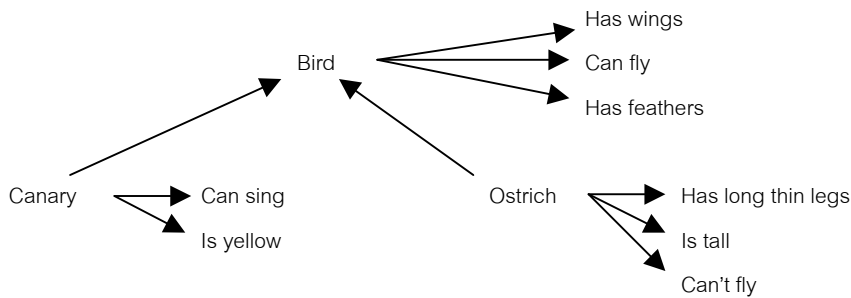 Has wings
Bird
Can fly
Has feathers
Canary
Can sing
Is yellow
Ostrich
Has long thin legs
Is tall
Can't fly